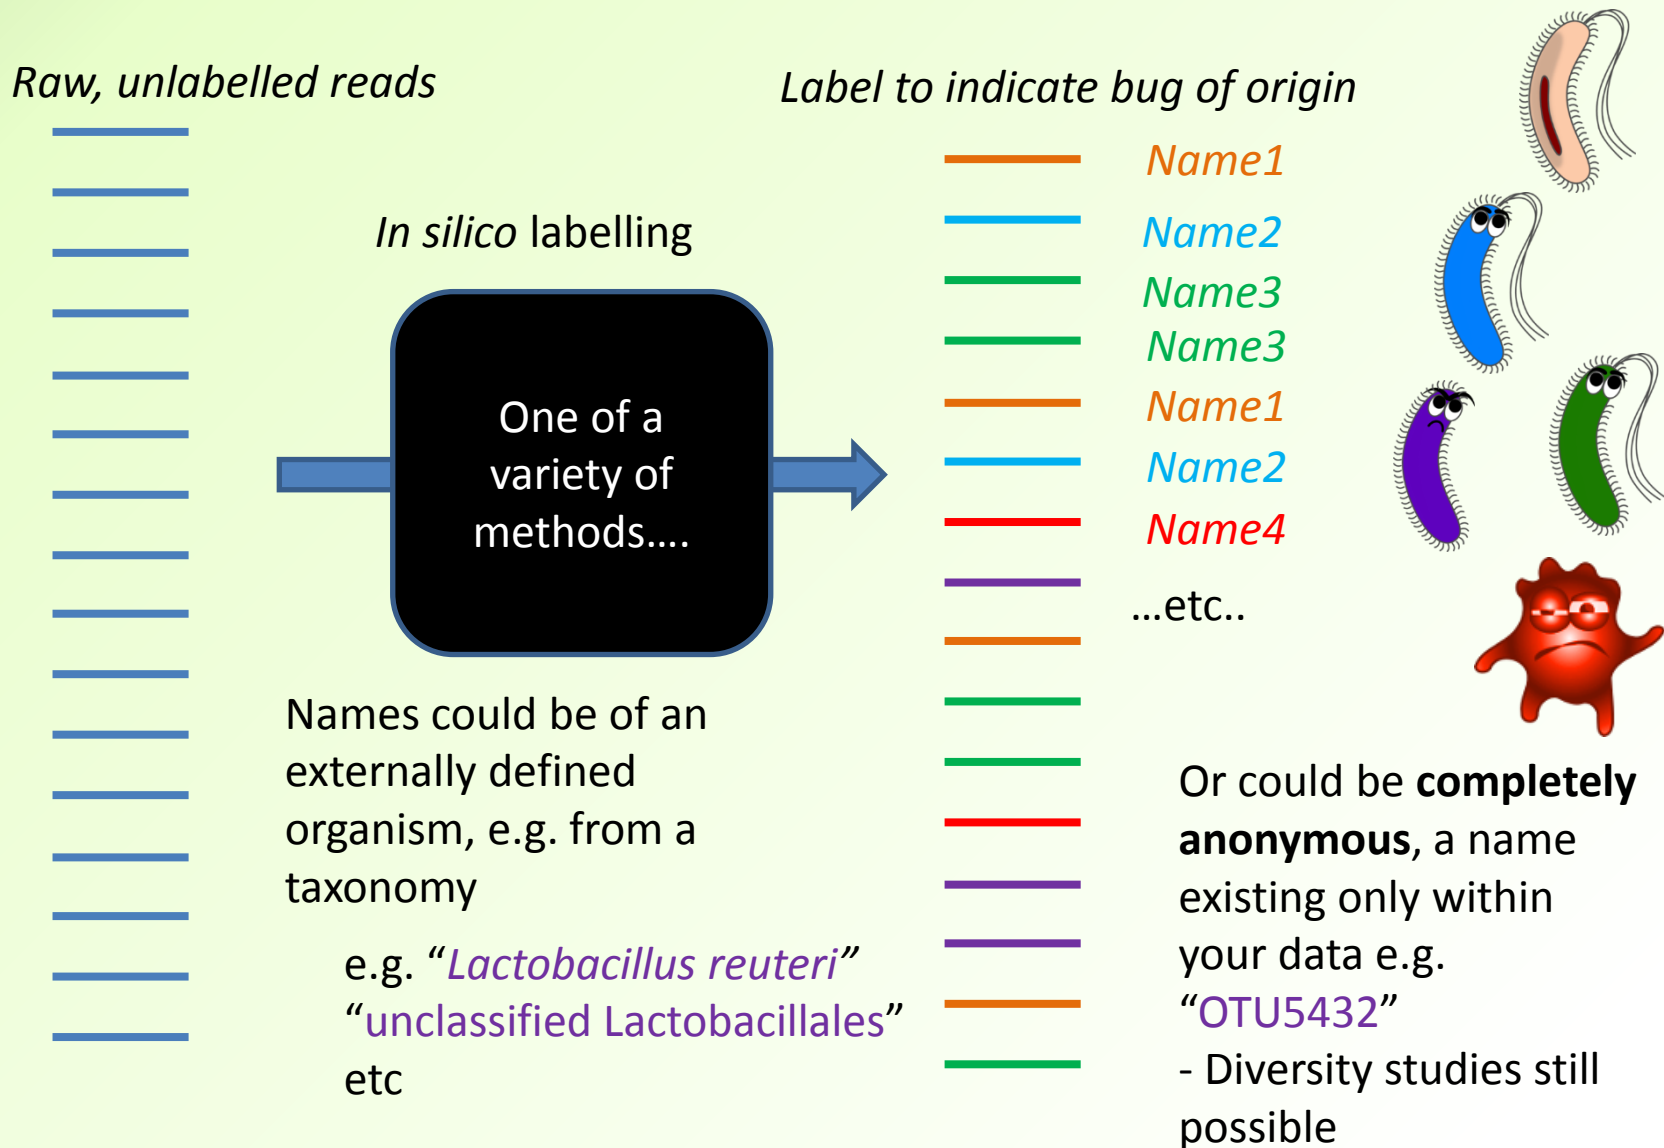 Raw, unlabelled reads
Label to indicate bug of origin
In silico labelling
One of a
variety of
methods....
Name1
Name2
Name3
Name3
Name1
Name2
Name4
...etc..
Names could be of an
externally defined
organism, e.g. from a
taxonomy
e.g. “Lactobacillus reuteri”
“unclassified Lactobacillales”
etc
Or could be completely
anonymous, a name
existing only within
your data e.g.
“OTU5432”
- Diversity studies still
possible